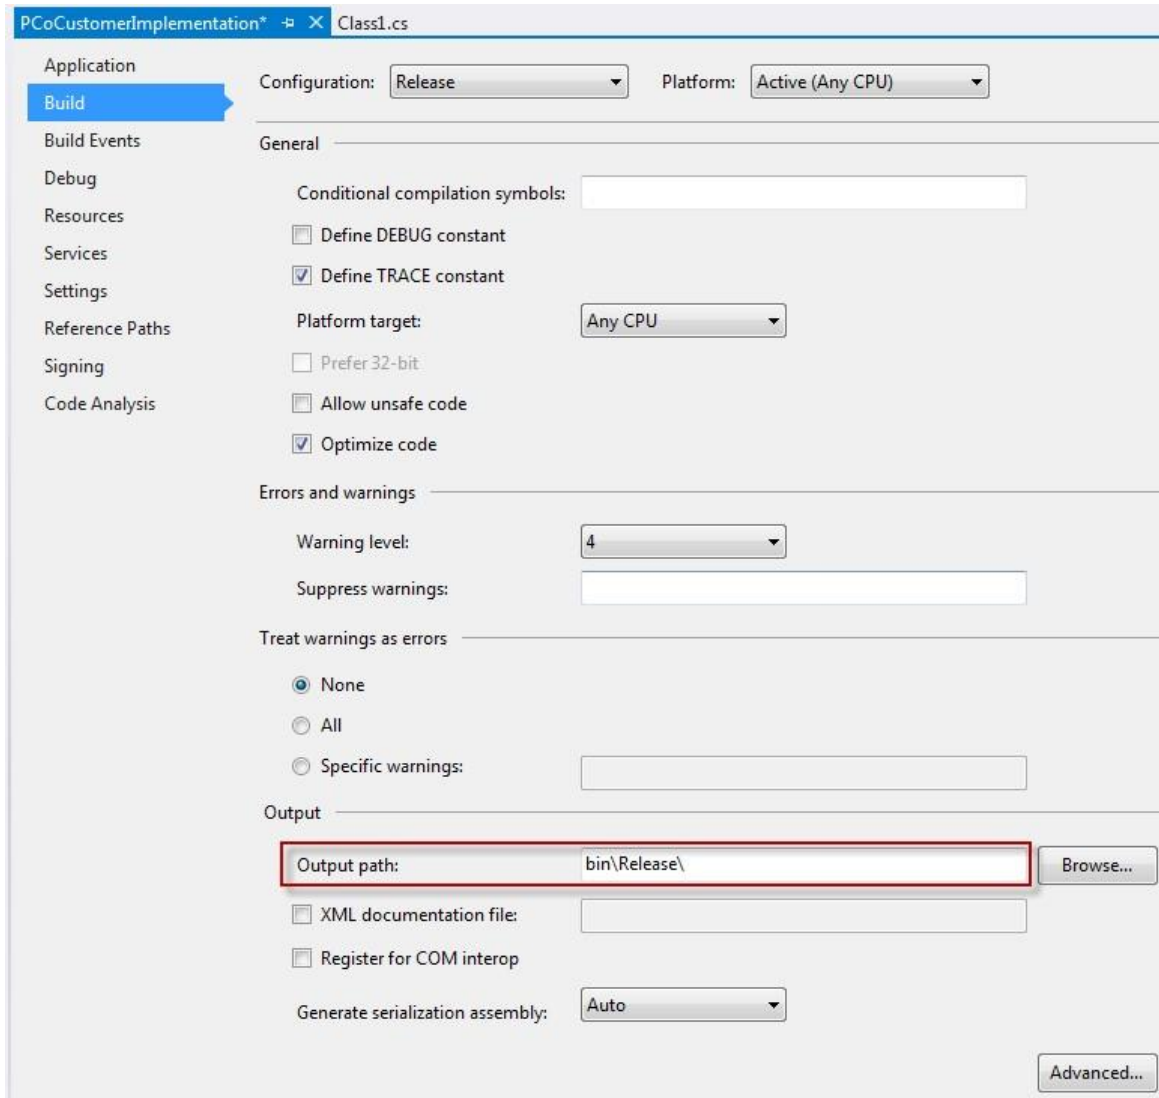 PCoCustomerImplementation* Class1.cs
Application
Build
Build Events
Debug
Resources
Services
Settings
Reference Paths
Signing
Code Analysis
Configuration: Release Platform: Active (Any CPU)
General
Conditional compilation symbols:
Define DEBUG constant
Define TRACE constant
Platform target: Any CPU
Prefer 32-bit
Allow unsafe code
Optimize code
Errors and warnings
Warning level: 4
Suppress warnings:
Treat warnings as errors
None
All
Specific warnings:
Output
Output path: bin\Release\ Browse...
XML documentation file:
Register for COM interop
Generate serialization assembly: Auto
Advanced...